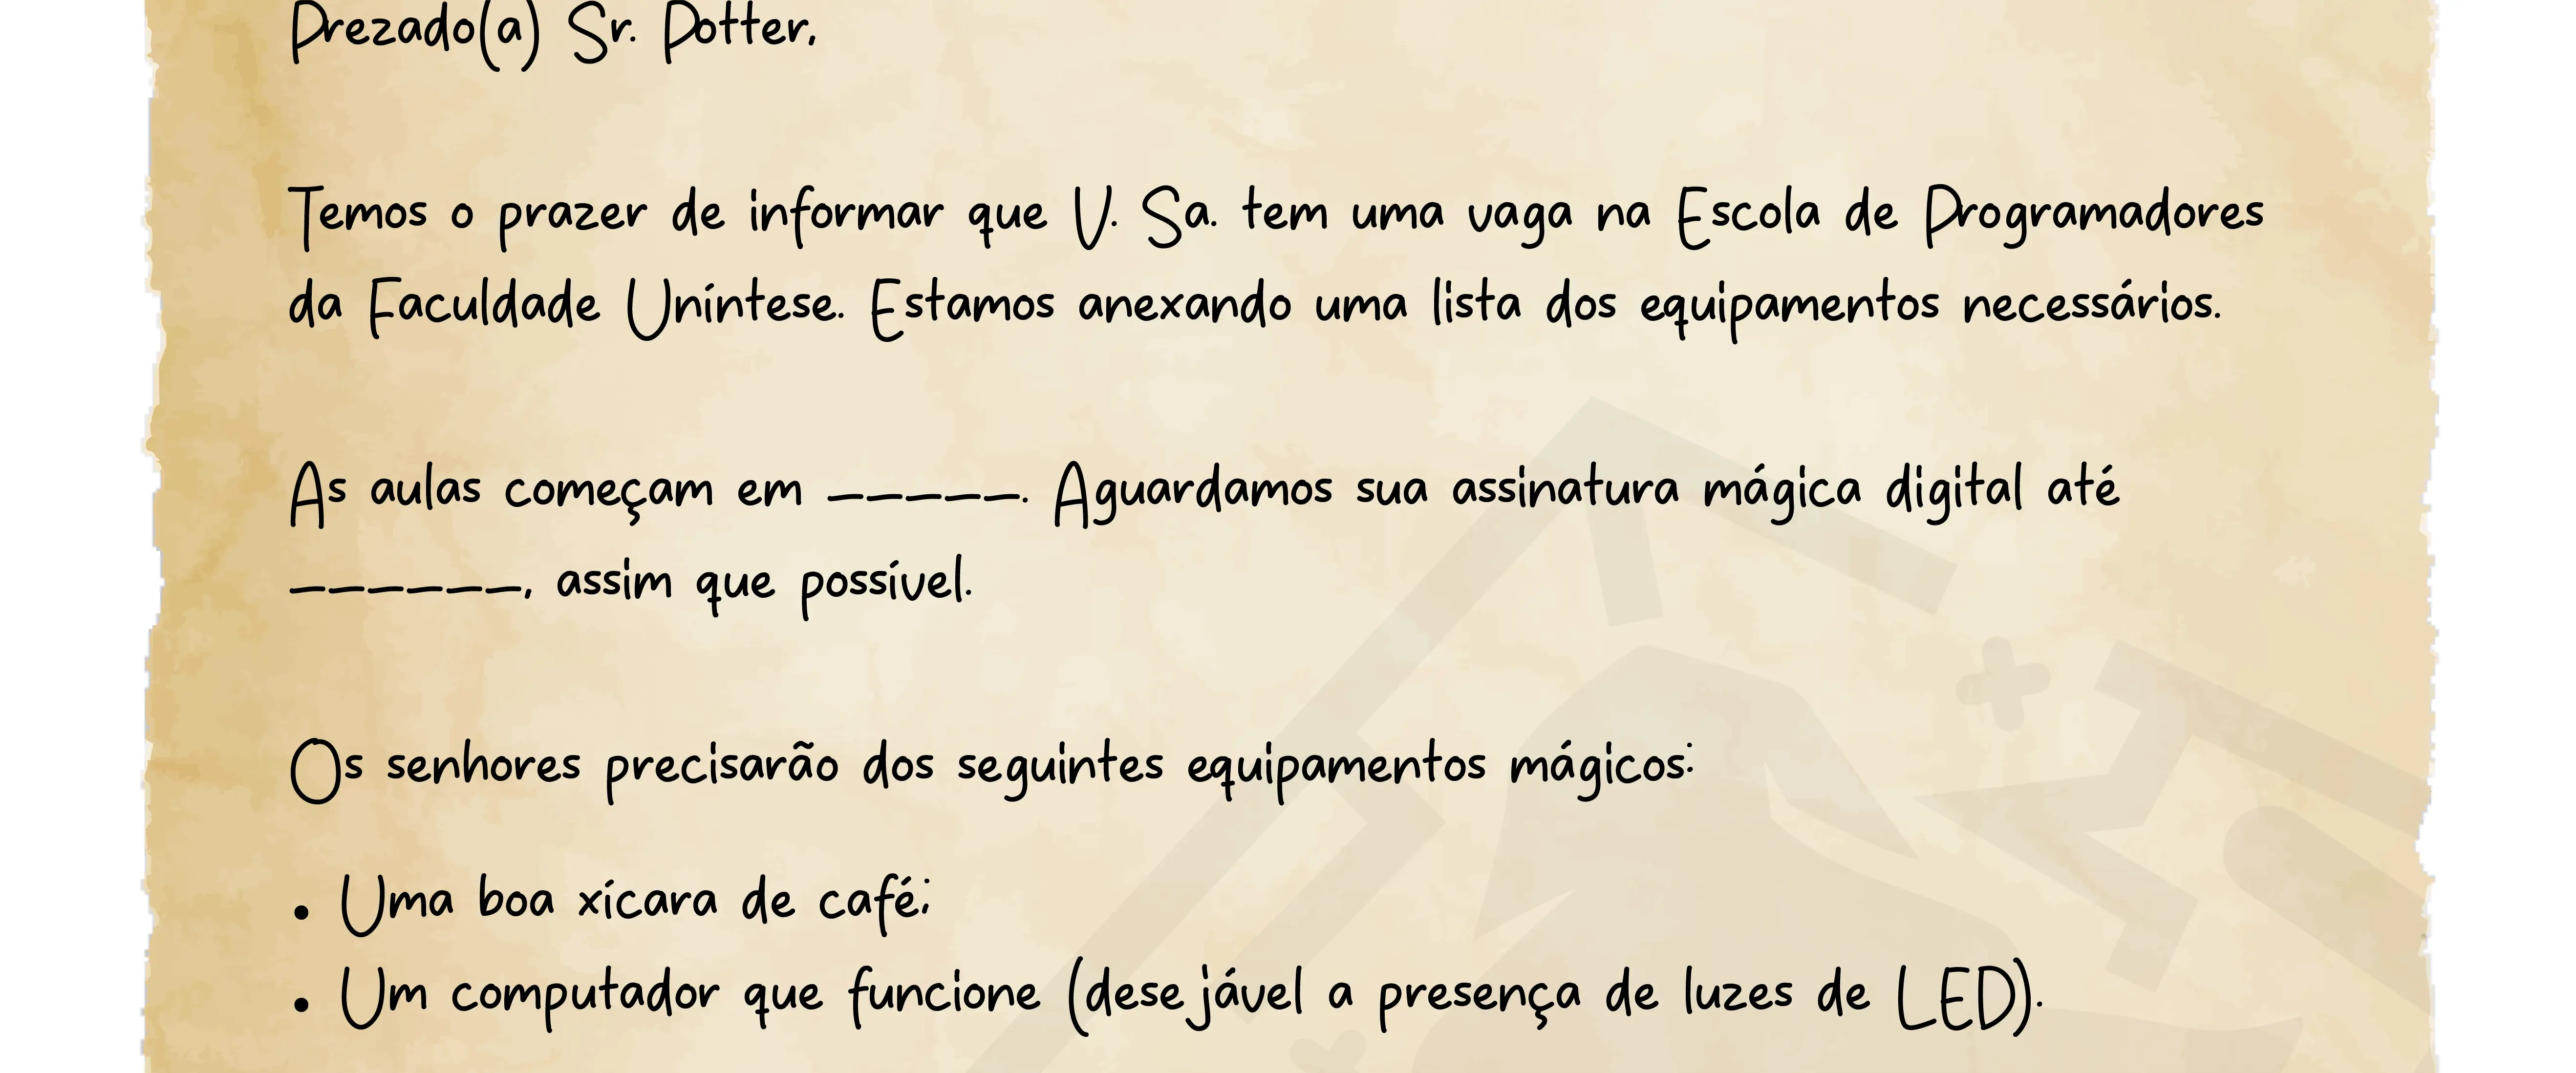 Prezado(a) Sr. Potter,
Temos o prazer de informar que V. Sa. tem uma vaga na Escola de Programadores
da Faculdade Uníntese. Estamos anexando uma lista dos equipamentos necessários.
As aulas começam em _____. Aguardamos sua assinatura mágica digital até
______, assim que possível.
Os senhores precisarão dos seguintes equipamentos mágicos:
• Uma boa xícara de café;
• Um computador que funcione (desejável a presença de luzes de LED).